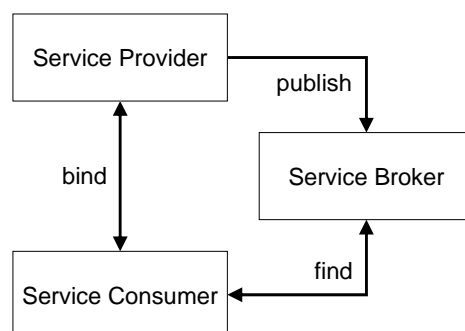 Service Provider
publish
bind
Service Broker
find
Service Consumer